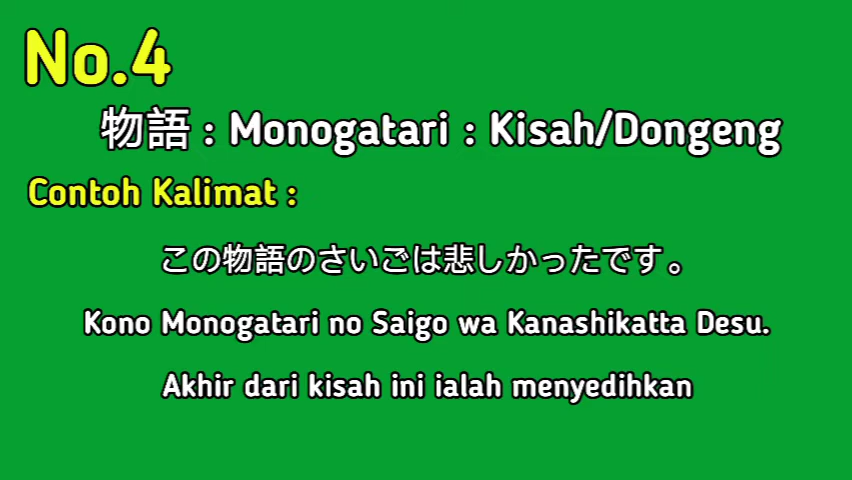 No.4
物語 : Monogatari : Kisah/Dongeng
Contoh Kalimat :
この物語のさいごは悲しかったです。
Kono Monogatari no Saigo wa Kanashikatta Desu.
Akhir dari kisah ini ialah menyedihkan